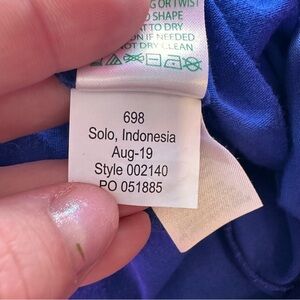 G OR TWIST
O SHAPE
AT TO DRY
ON IF NEEDED
NOT DRY CLEAN
698
Solo, Indonesia
Aug-19
Style 002140
PO 051885